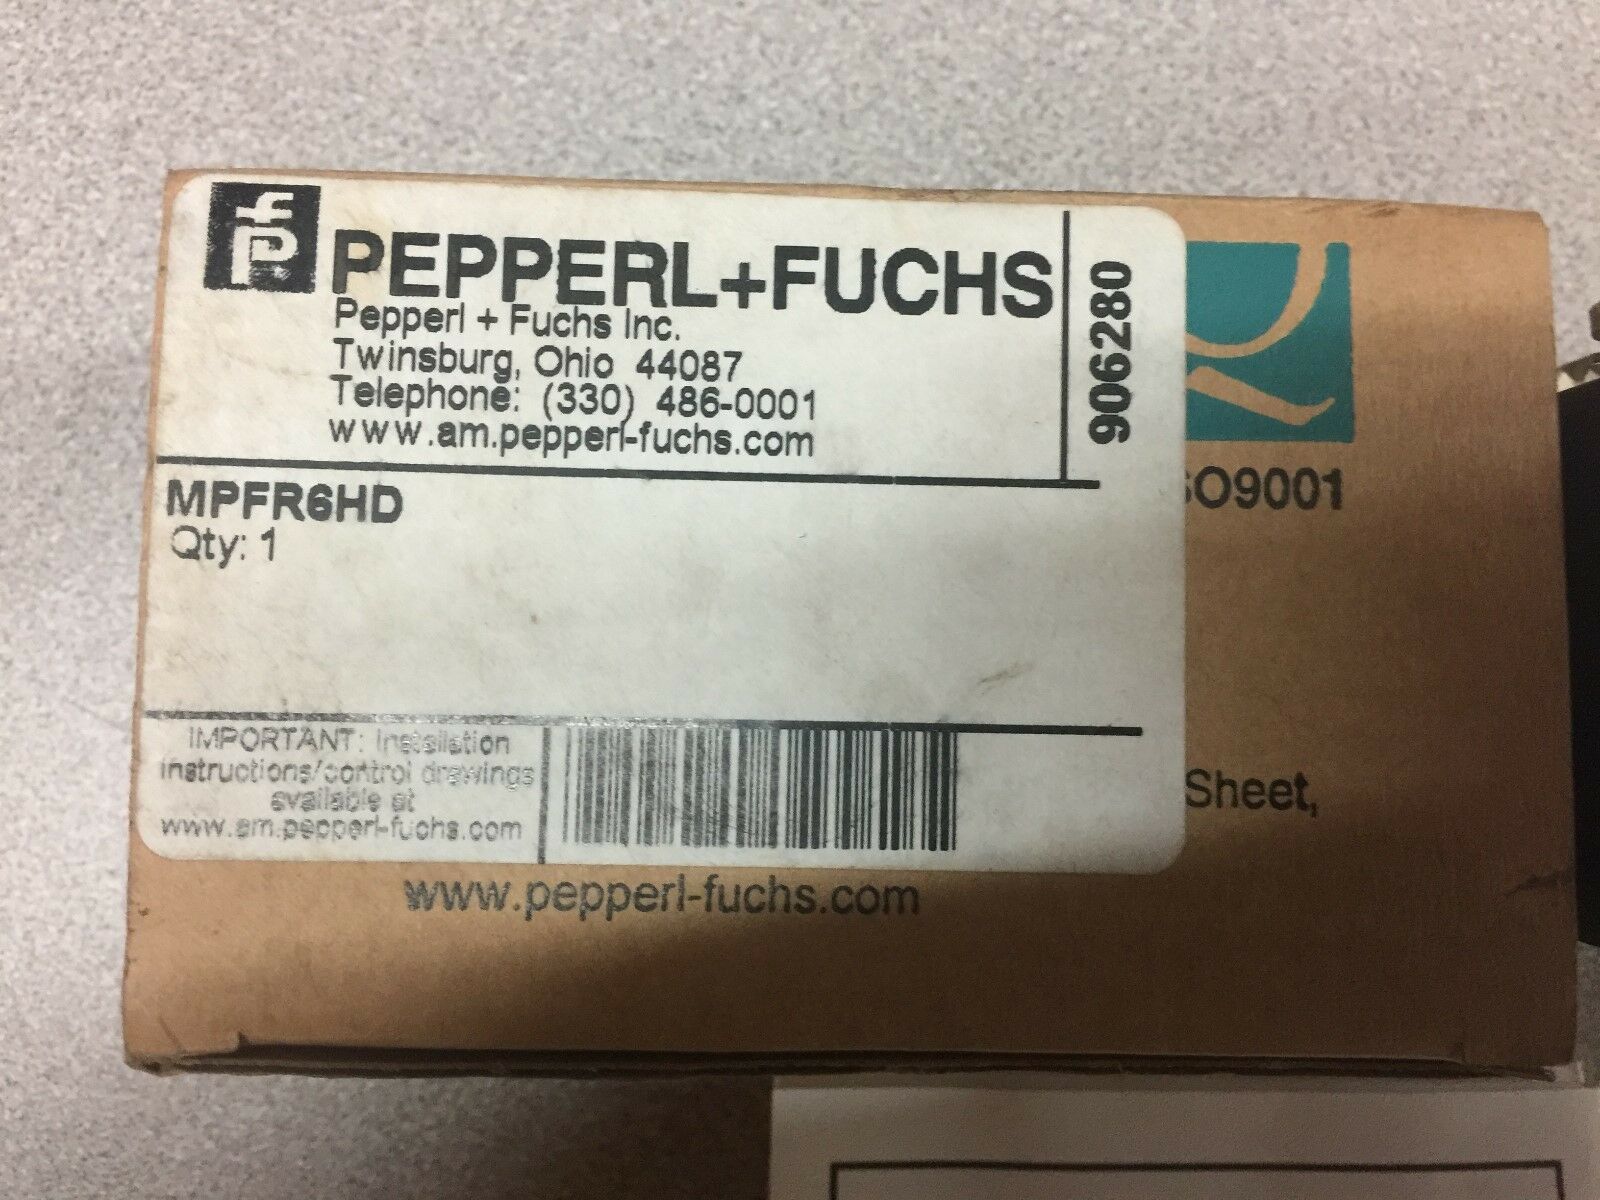 PEPPERL+FUCHS
Pepperl + Fuchs Inc.
Twinsburg, Ohio 44087
Telephone: (330) 486-0001
www.am.pepperl-fuchs.com
906280
MPFR6HD
Qty: 1
IMPORTANT: Installation
instructions/control drawings
available at
www.am.pepperl-fuchs.com
SO9001
Sheet,
www.pepperl-fuchs.com